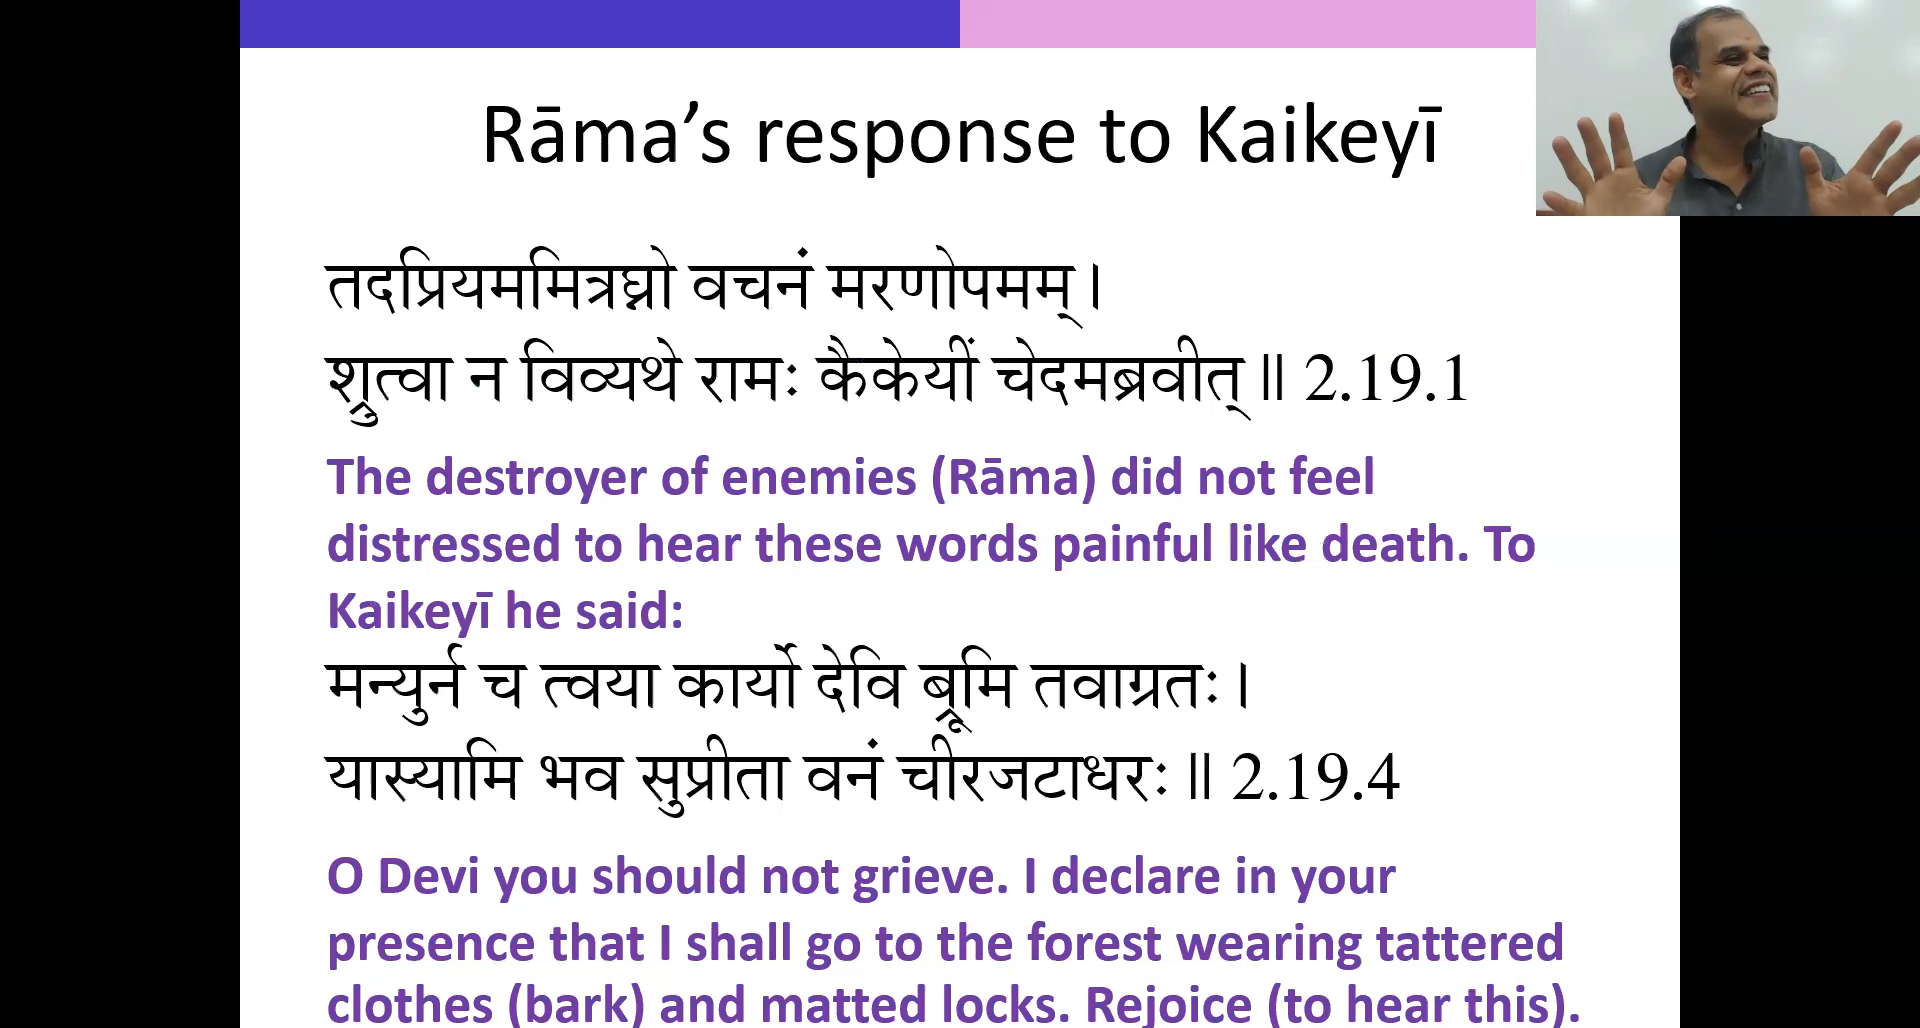 Rāma’s response to Kaikeyī
तदप्रियममित्रघ्नो वचनं मरणोपमम्।
श्रुत्वा न विव्यथे रामः कैकेयीं चेदमब्रवीत्॥ 2.19.1
The destroyer of enemies (Rāma) did not feel
distressed to hear these words painful like death. To
Kaikeyī he said:
मन्युर्न च त्वया कार्यो देवि ब्रूमि तवाग्रतः।
यास्यामि भव सुप्रीता वनं चीरजटाधरः॥ 2.19.4
O Devi you should not grieve. I declare in your
presence that I shall go to the forest wearing tattered
clothes (bark) and matted locks. Rejoice (to hear this).